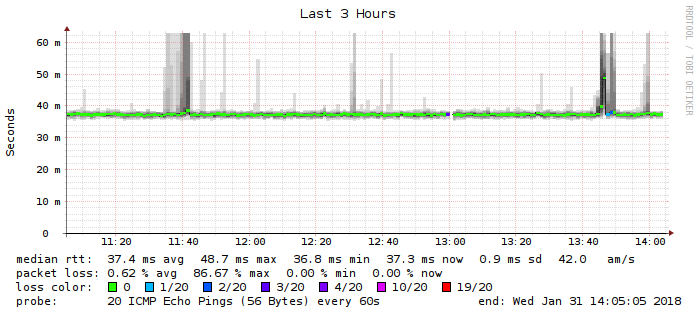 Last 3 Hours
RRDTOOL / TOBI OETIKER
Seconds
60 m
50 m
40 m
30 m
20 m
10 m
0
11:20 11:40 12:00 12:20 12:40 13:00 13:20 13:40 14:00
median rtt: 37.4 ms avg 48.7 ms max 36.8 ms min 37.3 ms now 0.9 ms sd 42.0 am/s
packet loss: 0.62 % avg 86.67 % max 0.00 % min 0.00 % now
loss color: 0 1/20 2/20 3/20 4/20 10/20 19/20
probe: 20 ICMP Echo Pings (56 Bytes) every 60s end: Wed Jan 31 14:05:05 2018